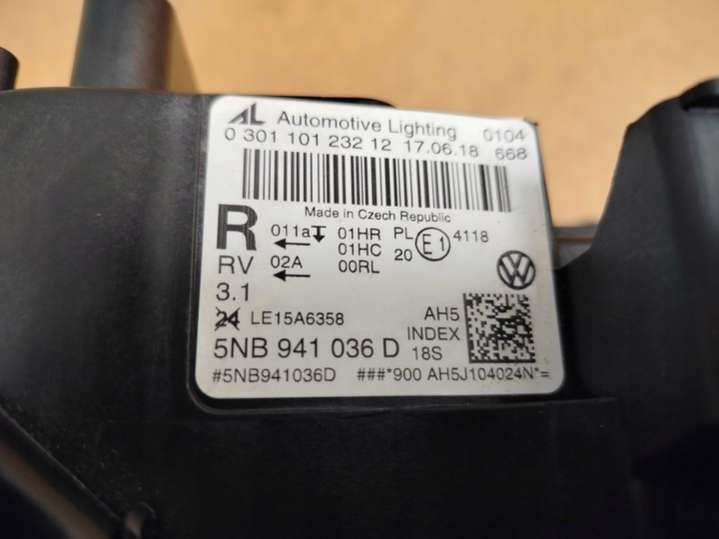 AL Automotive Lighting 0104
0 301 101 232 12 17.06.18 668
Made in Czech Republic
R 011a 01HR PL E1 4118
01HC 20
RV 02A 00RL
3.1
24 LE15A6358 AH5
INDEX
5NB 941 036 D 18S
#5NB941036D ###*900 AH5J104024N*=